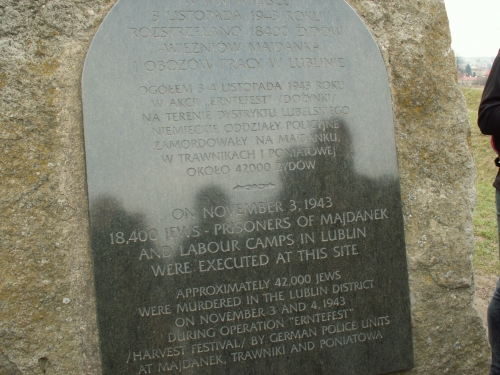 3 LISTOPADA 1943 ROKU
ROZSTRZELANO 18400 ŻYDÓW
WIĘŹNIÓW MAJDANKA
I OBOZÓW PRACY W LUBLINIE
OGÓŁEM 3-4 LISTOPADA 1943 ROKU
W AKCJI „ERNTEFEST” /DOŻYNKI/
NA TERENIE DYSTRYKTU LUBELSKIEGO
NIEMIECKIE ODDZIAŁY POLICYJNE
ZAMORDOWAŁY NA MAJDANKU,
W TRAWNIKACH I PONIATOWEJ
OKOŁO 42000 ŻYDÓW
ON NOVEMBER 3, 1943
18,400 JEWS - PRISONERS OF MAJDANEK
AND LABOUR CAMPS IN LUBLIN
WERE EXECUTED AT THIS SITE
APPROXIMATELY 42,000 JEWS
WERE MURDERED IN THE LUBLIN DISTRICT
ON NOVEMBER 3 AND 4, 1943
DURING OPERATION "ERNTEFEST"
/HARVEST FESTIVAL/ BY GERMAN POLICE UNITS
AT MAJDANEK, TRAWNIKI AND PONIATOWA